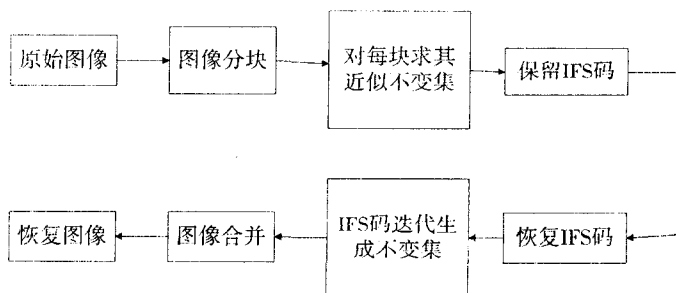 原始图像
图像分块
对每块求其
近似不变集
保留IFS码
恢复图像
图像合并
IFS码迭代生
成不变集
恢复IFS码